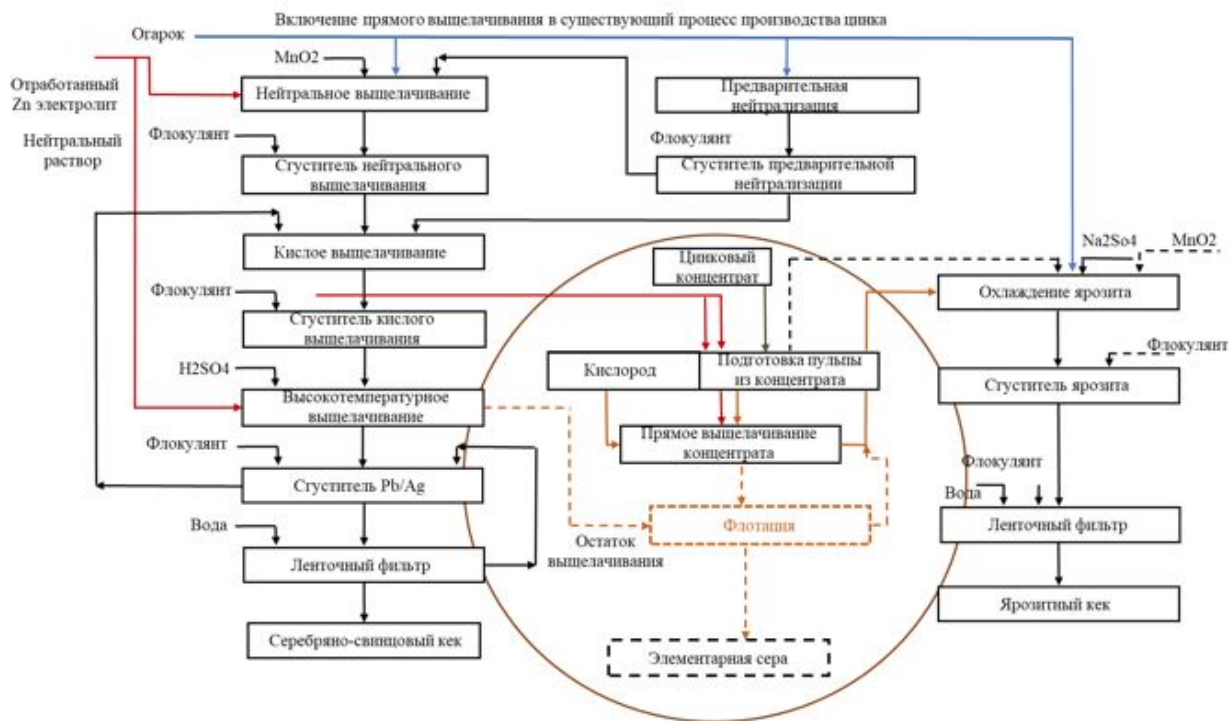 Включение прямого выщелачивания в существующий процесс производства цинка
Огарок
MnO2
Отработанный
Zn электролит
Нейтральное выщелачивание
Предварительная
нейтрализация
Нейтральный
раствор
Флокулянт
Флокулянт
Сгуститель нейтрального
выщелачивания
Сгуститель предварительной
нейтрализации
Кислое выщелачивание
Цинковый
концентрат
Na2So4
MnO2
Охлаждение ярозита
Флокулянт
Сгуститель кислого
выщелачивания
Кислород
Подготовка пульпы
из концентрата
Флокулянт
Сгуститель ярозита
H2SO4
Высокотемпературное
выщелачивание
Прямое выщелачивание
концентрата
Флокулянт
Сгуститель Pb/Ag
Флокулянт
Вода
Вода
Флотация
Ленточный фильтр
Остаток
выщелачивания
Ленточный фильтр
Ярозитный кек
Серебряно-свинцовый кек
Элементарная сера